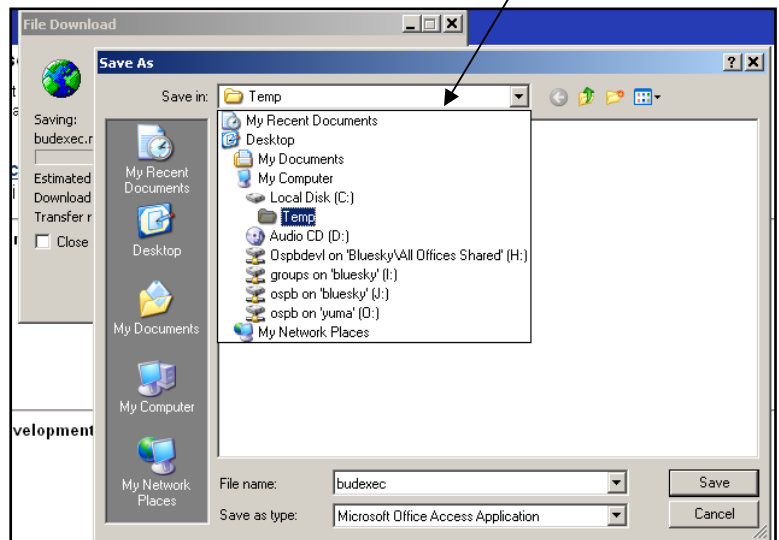 File Download
Save As
Save in:
Temp
My Recent Documents
Desktop
My Documents
My Computer
Local Disk (C:)
Temp
Audio CD (D:)
Ospbdevl on 'Bluesky\All Offices Shared' (H:)
groups on 'bluesky' (I:)
ospb on 'bluesky' (J:)
ospb on 'yuma' (O:)
My Network Places
Saving:
budexec.r
Estimated
Download
Transfer r
Close
My Recent
Documents
Desktop
My Documents
My Computer
My Network
Places
velopment
File name:
budexec
Save
Save as type:
Microsoft Office Access Application
Cancel